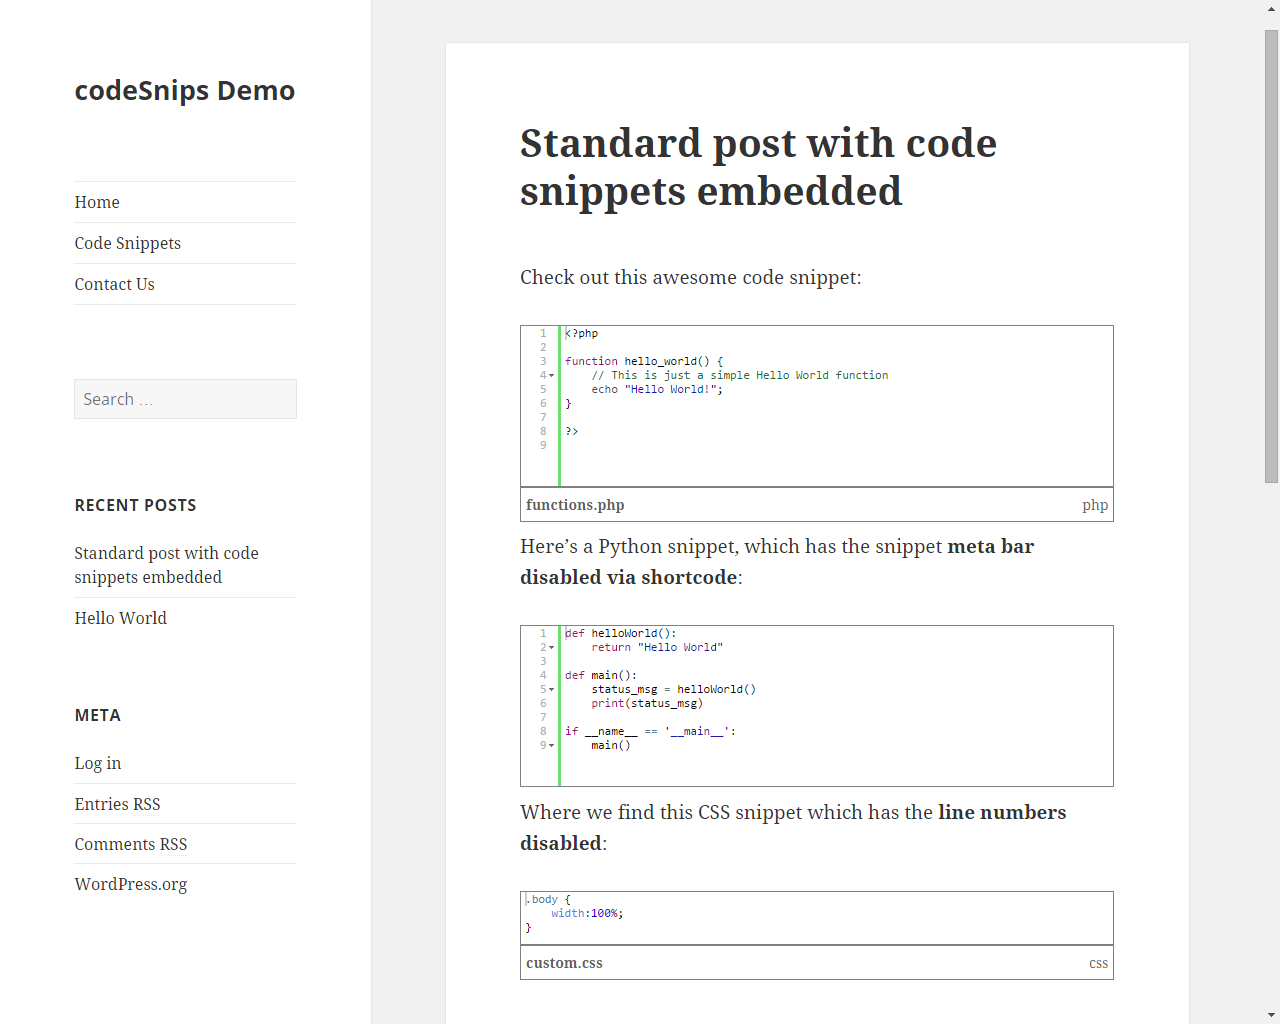 codeSnips Demo
Home
Code Snippets
Contact Us
Search …
RECENT POSTS
Standard post with code
snippets embedded
Hello World
META
Log in
Entries RSS
Comments RSS
WordPress.org
Standard post with code
snippets embedded
Check out this awesome code snippet:
1 <?php
2
3 function hello_world() {
4     // This is just a simple Hello World function
5     echo "Hello World!";
6 }
7
8 ?>
9
functions.php php
Here’s a Python snippet, which has the snippet meta bar
disabled via shortcode:
1 def helloWorld():
2     return "Hello World"
3
4 def main():
5     status_msg = helloWorld()
6     print(status_msg)
7
8 if __name__ == '__main__':
9     main()
Where we find this CSS snippet which has the line numbers
disabled:
.body {
    width:100%;
}
custom.css css